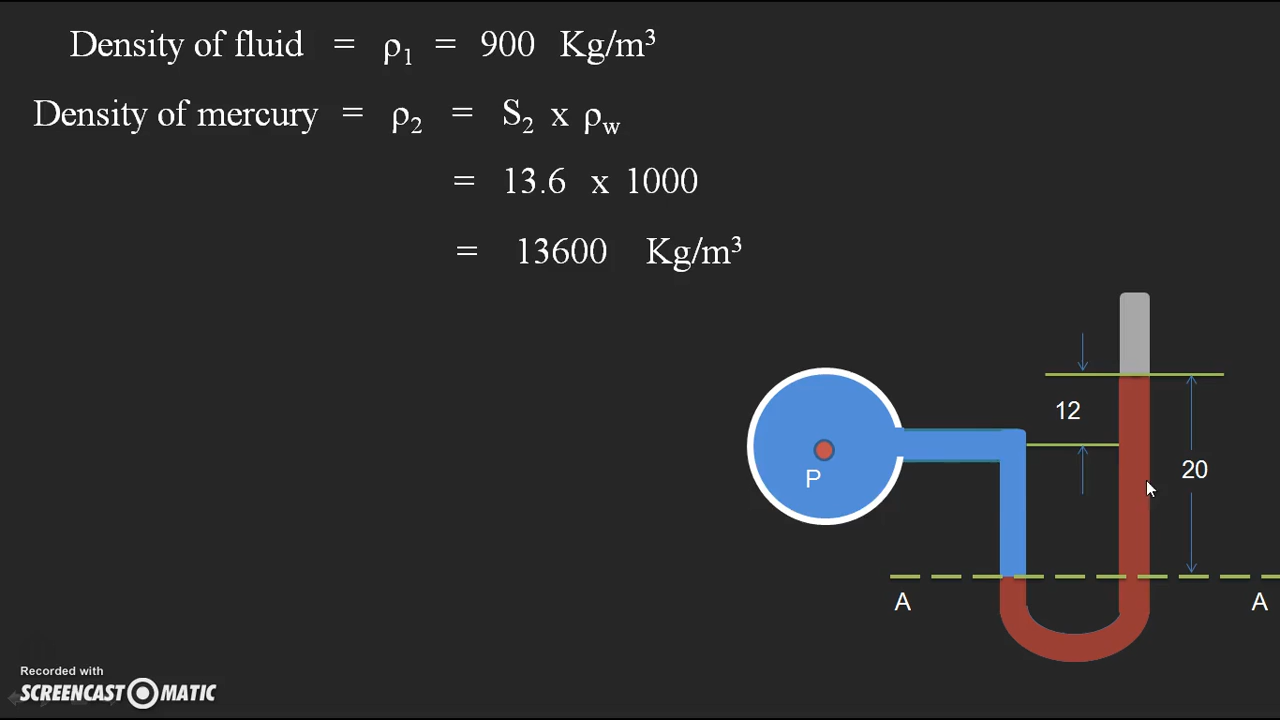 Density of fluid = ρ₁ = 900 Kg/m³
Density of mercury = ρ₂ = S₂ x ρw
= 13.6 x 1000
= 13600 Kg/m³
12
20
P
A
A
Recorded with
SCREENCAST MATIC